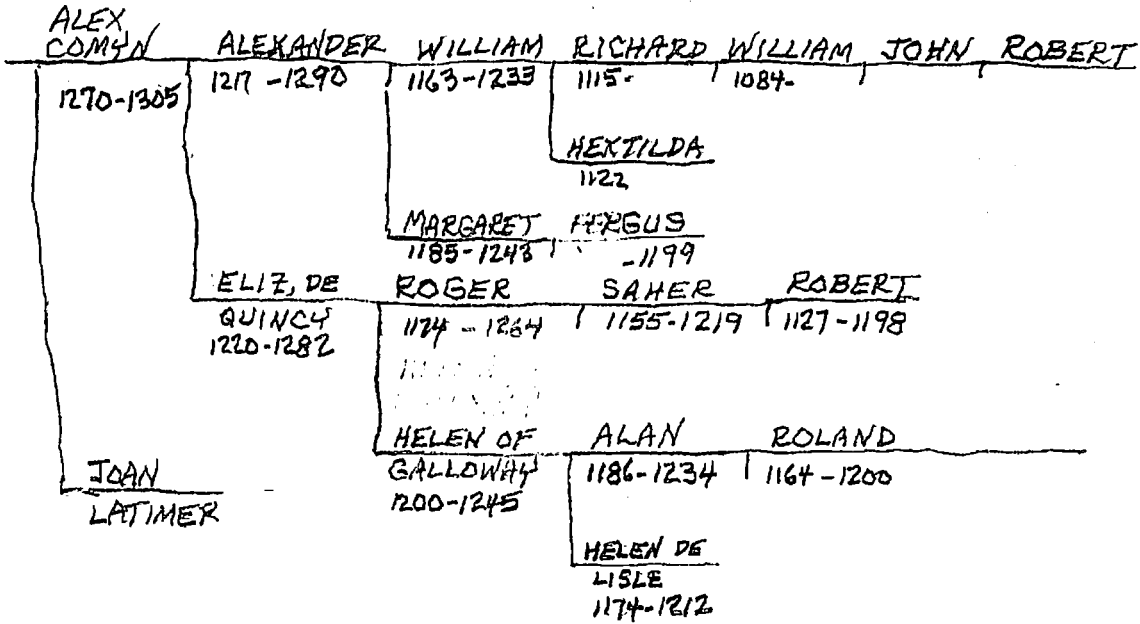 ALEX
COMYN ALEXANDER WILLIAM RICHARD WILLIAM JOHN ROBERT
1270-1305 1217-1290 1163-1233 1115- 1084-
HEXTILDA
1122
MARGARET FERGUS
1185-1243 -1199
ELIZ, DE ROGER SAHER ROBERT
QUINCY 1174-1264 1155-1219 1127-1198
1220-1282
HELEN OF ALAN ROLAND
GALLOWAY 1186-1234 1164-1200
1200-1245
JOAN
LATIMER
HELEN DE
LISLE
1174-1212